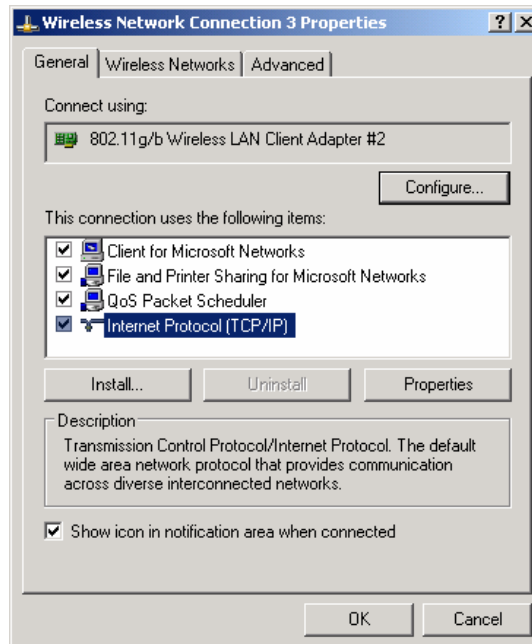 Wireless Network Connection 3 Properties
General
Wireless Networks
Advanced
Connect using:
802.11g/b Wireless LAN Client Adapter #2
Configure...
This connection uses the following items:
Client for Microsoft Networks
File and Printer Sharing for Microsoft Networks
QoS Packet Scheduler
Internet Protocol (TCP/IP)
Install...
Uninstall
Properties
Description
Transmission Control Protocol/Internet Protocol. The default
wide area network protocol that provides communication
across diverse interconnected networks.
Show icon in notification area when connected
OK
Cancel